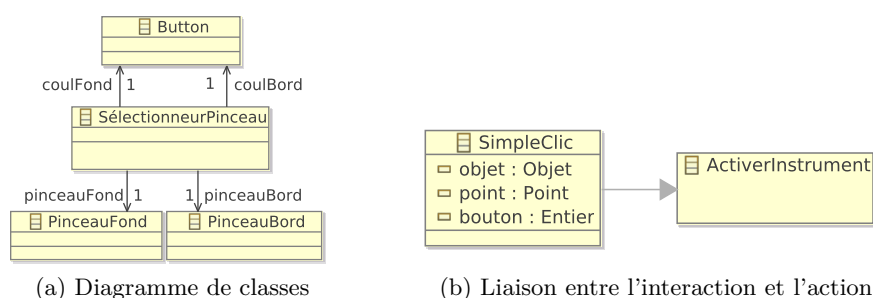 Button
coulFond 1
1 coulBord
SélectionneurPinceau
pinceauFond 1
1 pinceauBord
PinceauFond
PinceauBord
(a) Diagramme de classes
SimpleClic
objet : Objet
point : Point
bouton : Entier
ActiverInstrument
(b) Liaison entre l'interaction et l'action